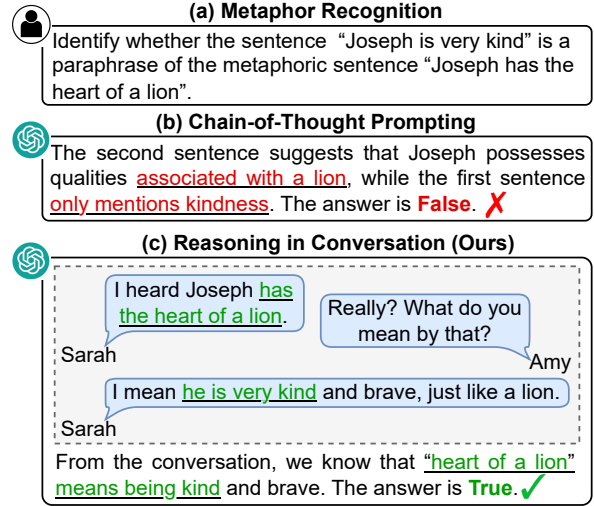 (a) Metaphor Recognition
Identify whether the sentence “Joseph is very kind” is a
paraphrase of the metaphoric sentence “Joseph has the
heart of a lion”.
(b) Chain-of-Thought Prompting
The second sentence suggests that Joseph possesses
qualities associated with a lion, while the first sentence
only mentions kindness. The answer is False. ✗
(c) Reasoning in Conversation (Ours)
I heard Joseph has
the heart of a lion.
Sarah
Really? What do you
mean by that?
Amy
I mean he is very kind and brave, just like a lion.
Sarah
From the conversation, we know that “heart of a lion”
means being kind and brave. The answer is True. ✓